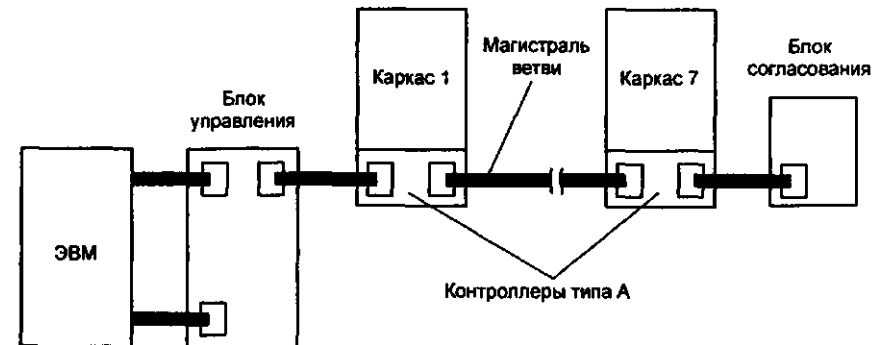 Каркас 1
Магистраль
ветви
Каркас 7
Блок
согласования
Блок
управления
ЭВМ
Контроллеры типа А